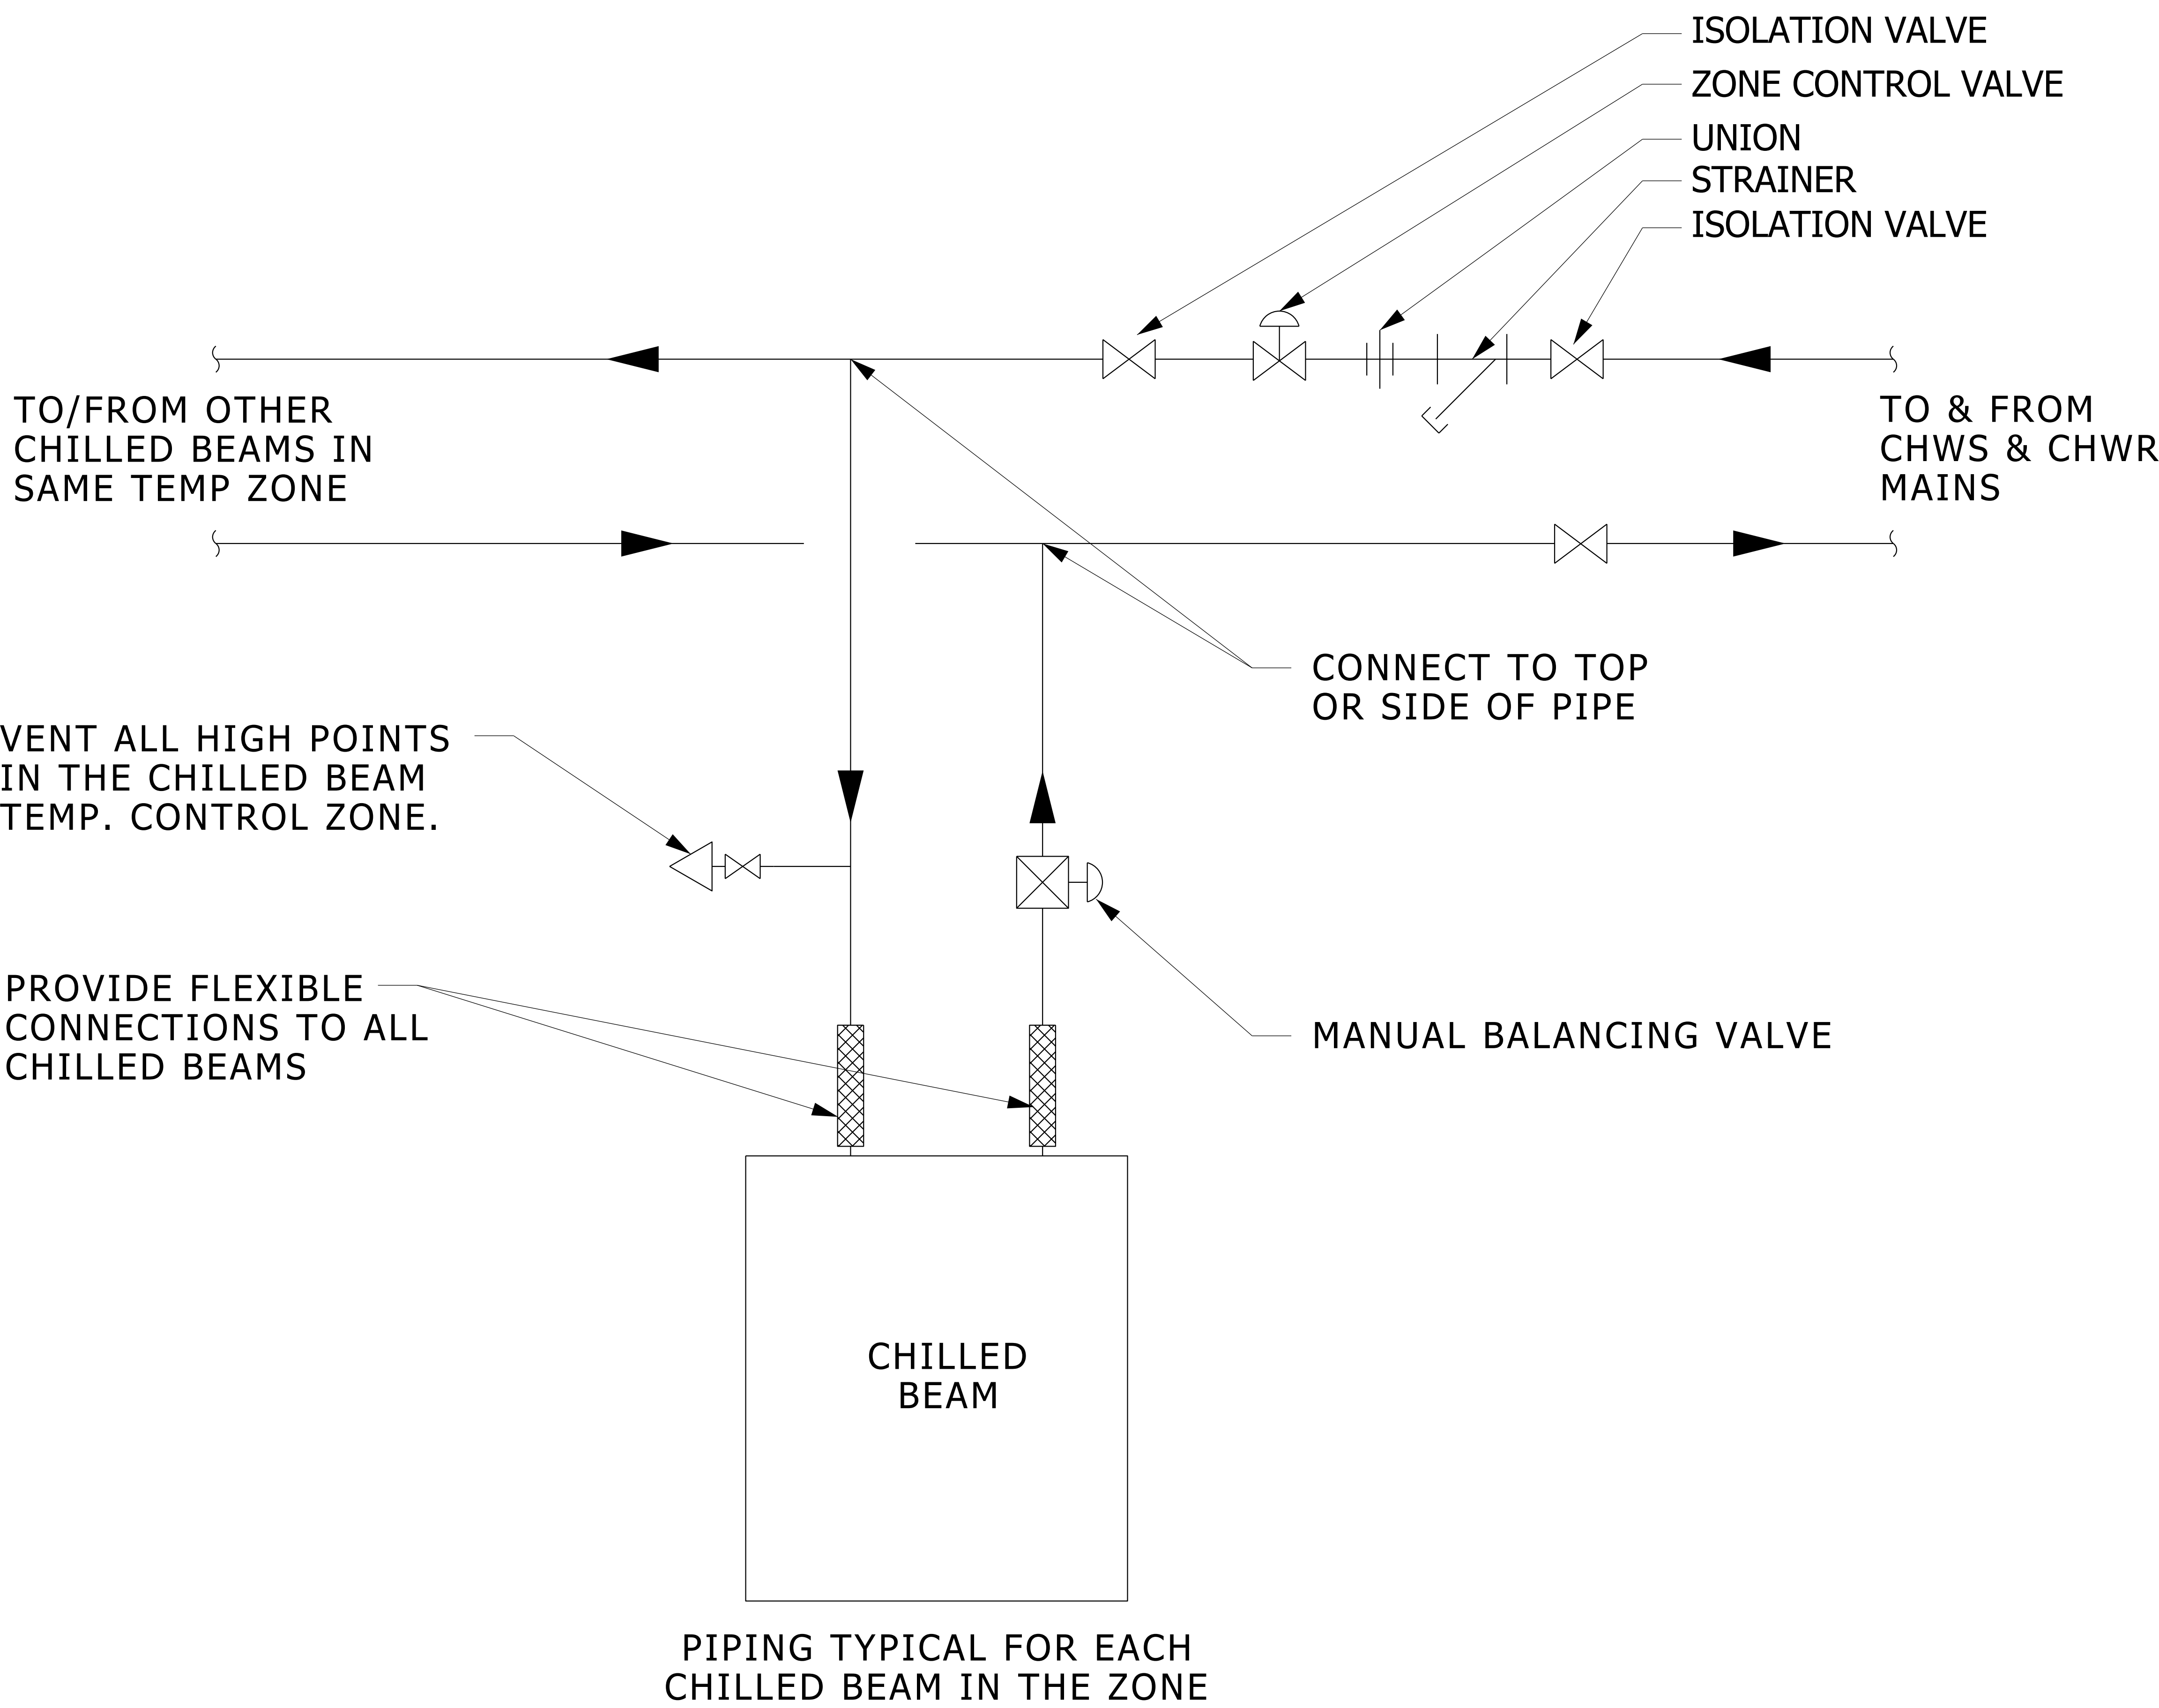 ISOLATION VALVE
ZONE CONTROL VALVE
UNION
STRAINER
ISOLATION VALVE
TO/FROM OTHER
CHILLED BEAMS IN
SAME TEMP ZONE
TO & FROM
CHWS & CHWR
MAINS
CONNECT TO TOP
OR SIDE OF PIPE
VENT ALL HIGH POINTS
IN THE CHILLED BEAM
TEMP. CONTROL ZONE.
PROVIDE FLEXIBLE
CONNECTIONS TO ALL
CHILLED BEAMS
MANUAL BALANCING VALVE
CHILLED
BEAM
PIPING TYPICAL FOR EACH
CHILLED BEAM IN THE ZONE